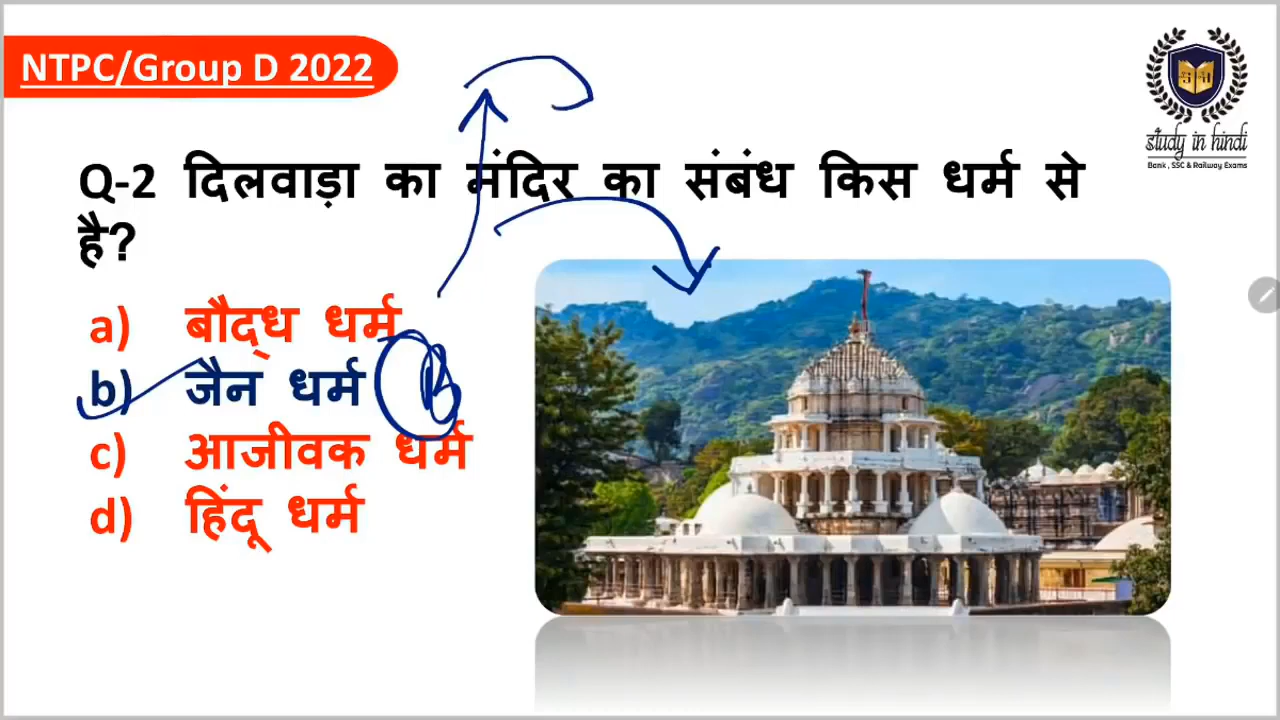 NTPC/Group D 2022
study in hindi
Bank, SSC & Railway Exams
Q-2 दिलवाड़ा का मंदिर का संबंध किस धर्म से
है?
a) बौद्ध धर्म
b) जैन धर्म B
c) आजीवक धर्म
d) हिंदू धर्म